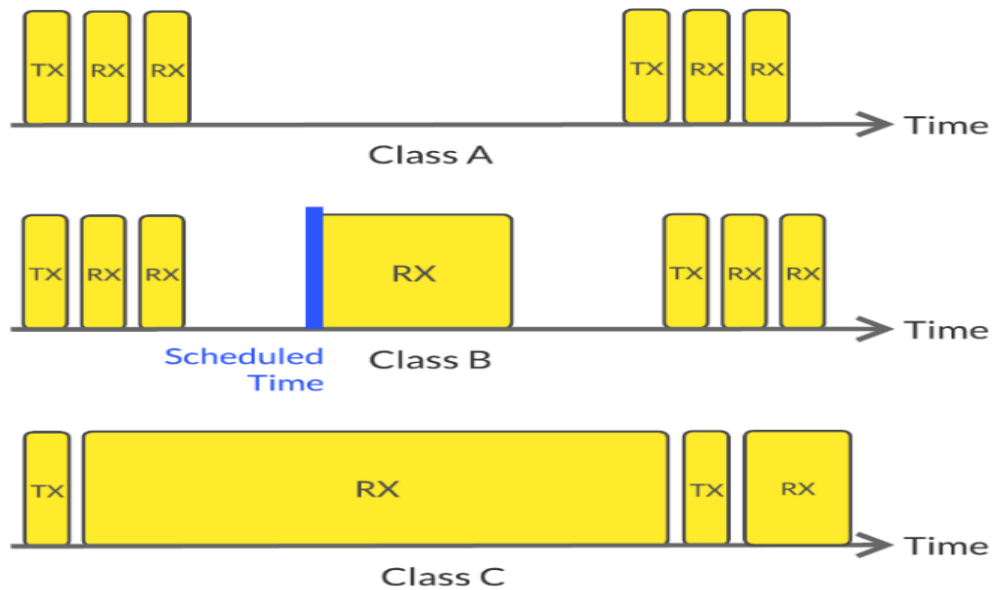 TX RX RX TX RX RX
Time
Class A
TX RX RX RX TX RX RX
Time
Scheduled
Time
Class B
TX RX TX RX
Time
Class C